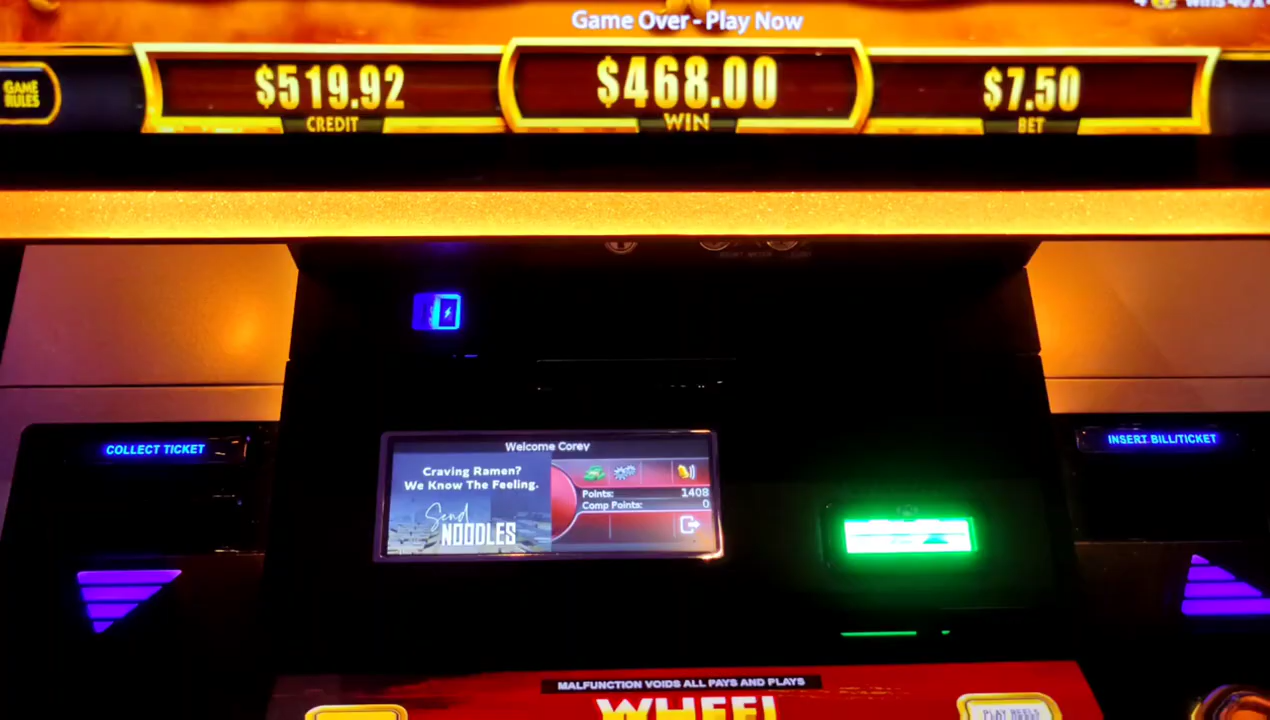 Game Over - Play Now
GAME
RULES
$519.92
CREDIT
$468.00
WIN
$7.50
BET
COLLECT TICKET
INSERT BILL/TICKET
Welcome Corey
Craving Ramen?
We Know The Feeling.
Send
NOODLES
Points: 1408
Comp Points: 0
MALFUNCTION VOIDS ALL PAYS AND PLAYS
WHEEL
PLAY REELS